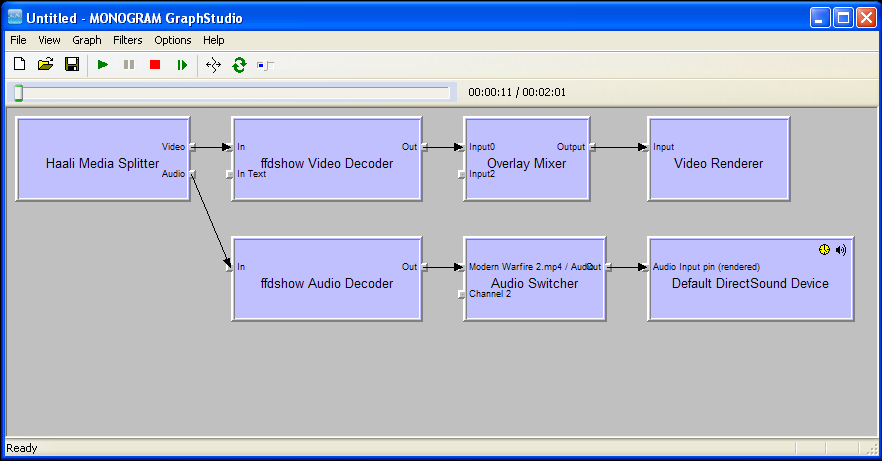 Untitled - MONOGRAM GraphStudio
File View Graph Filters Options Help
00:00:11 / 00:02:01
Video
Audio
Haali Media Splitter
In
Out
In Text
ffdshow Video Decoder
Input0
Output
Input2
Overlay Mixer
Input
Video Renderer
In
Out
ffdshow Audio Decoder
Modern Warfire 2.mp4 / Audio
Out
Channel 2
Audio Switcher
Audio Input pin (rendered)
Default DirectSound Device
Ready